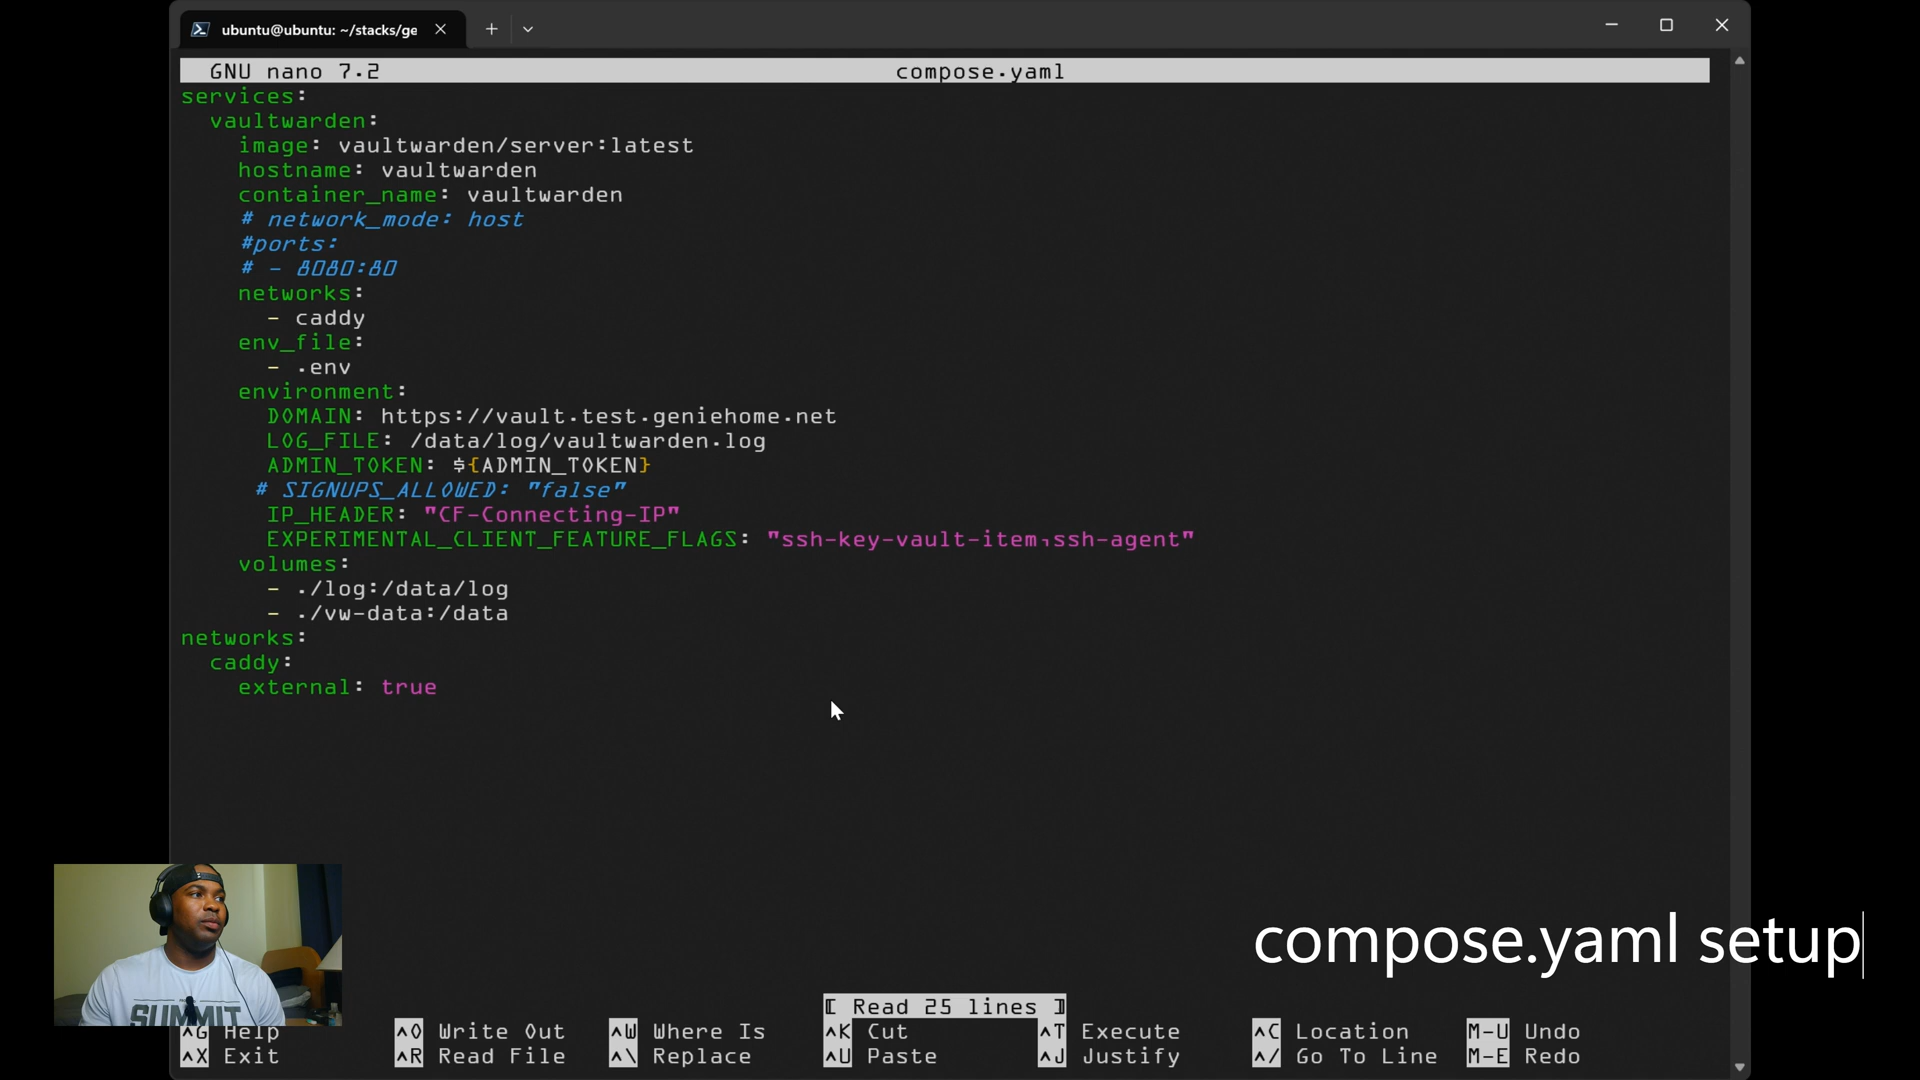 ubuntu@ubuntu: ~/stacks/ge
GNU nano 7.2 compose.yaml
services:
  vaultwarden:
    image: vaultwarden/server:latest
    hostname: vaultwarden
    container_name: vaultwarden
    # network_mode: host
    #ports:
    # - 8080:80
    networks:
      - caddy
    env_file:
      - .env
    environment:
      DOMAIN: https://vault.test.geniehome.net
      LOG_FILE: /data/log/vaultwarden.log
      ADMIN_TOKEN: ${ADMIN_TOKEN}
     # SIGNUPS_ALLOWED: "false"
      IP_HEADER: "CF-Connecting-IP"
      EXPERIMENTAL_CLIENT_FEATURE_FLAGS: "ssh-key-vault-item,ssh-agent"
    volumes:
      - ./log:/data/log
      - ./vw-data:/data
networks:
  caddy:
    external: true
SUMMIT
compose.yaml setup
[ Read 25 lines ]
^G Help ^O Write Out ^W Where Is ^K Cut ^T Execute ^C Location M-U Undo
^X Exit ^R Read File ^\ Replace ^U Paste ^J Justify ^/ Go To Line M-E Redo